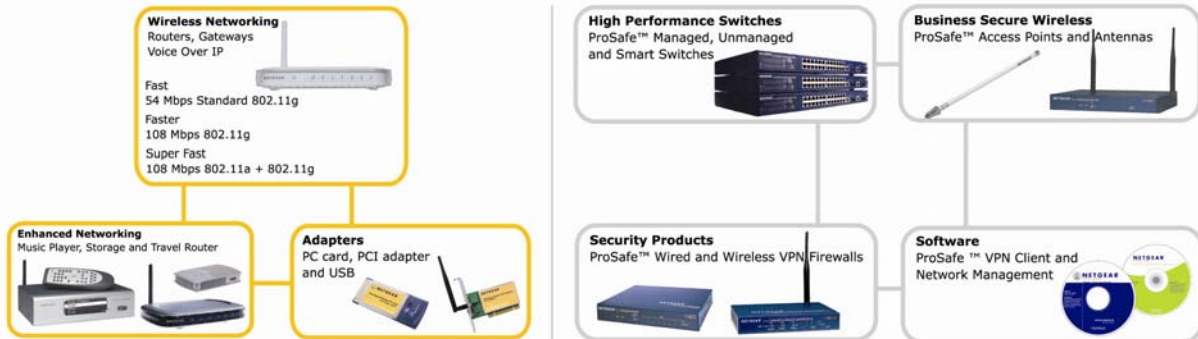 Wireless Networking
Routers, Gateways
Voice Over IP
Fast
54 Mbps Standard 802.11g
Faster
108 Mbps 802.11g
Super Fast
108 Mbps 802.11a + 802.11g
Enhanced Networking
Music Player, Storage and Travel Router
Adapters
PC card, PCI adapter
and USB
NETGEAR
High Performance Switches
ProSafe™ Managed, Unmanaged
and Smart Switches
Business Secure Wireless
ProSafe™ Access Points and Antennas
Security Products
ProSafe™ Wired and Wireless VPN Firewalls
Software
ProSafe ™ VPN Client and
Network Management
NETGEAR
NETGEAR